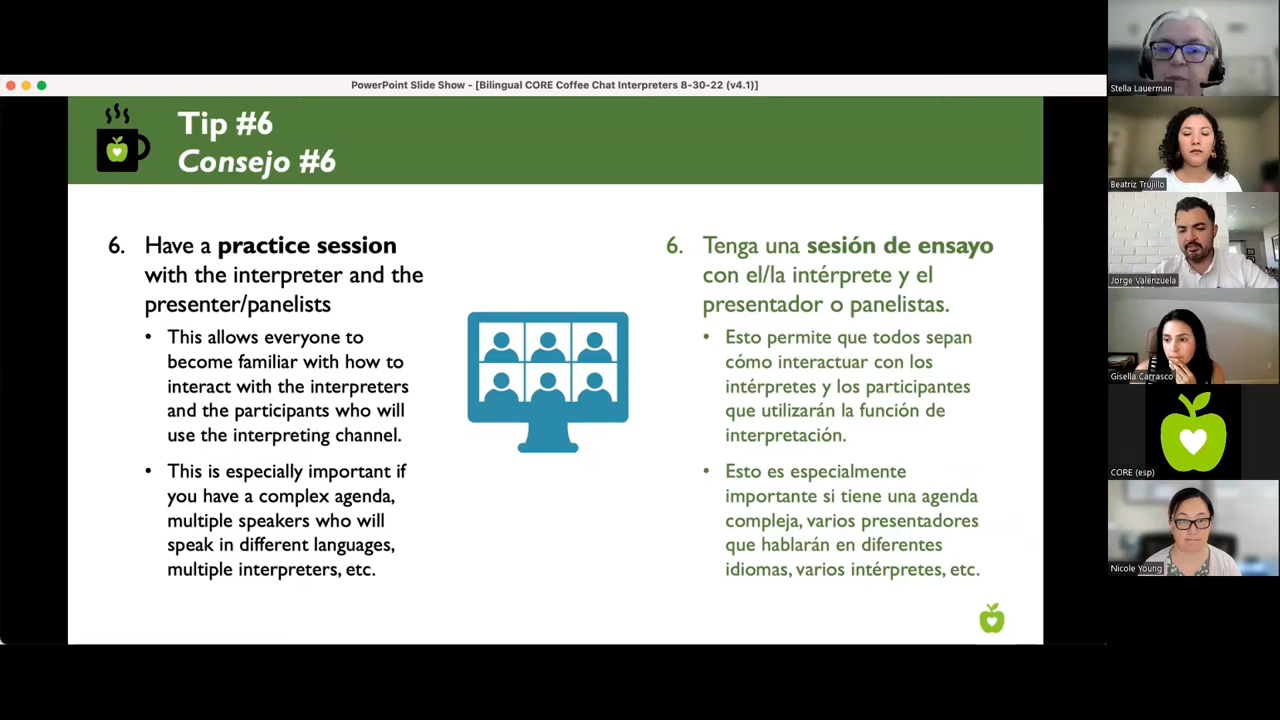 PowerPoint Slide Show - [Bilingual CORE Coffee Chat Interpreters 8-30-22 (v4.1)]
Tip #6
Consejo #6
6. Have a practice session
with the interpreter and the
presenter/panelists
• This allows everyone to
become familiar with how to
interact with the interpreters
and the participants who will
use the interpreting channel.
• This is especially important if
you have a complex agenda,
multiple speakers who will
speak in different languages,
multiple interpreters, etc.
6. Tenga una sesión de ensayo
con el/la intérprete y el
presentador o panelistas.
• Esto permite que todos sepan
cómo interactuar con los
intérpretes y los participantes
que utilizarán la función de
interpretación.
• Esto es especialmente
importante si tiene una agenda
compleja, varios presentadores
que hablarán en diferentes
idiomas, varios intérpretes, etc.
Stella Lauerman
Beatriz Trujillo
Jorge Valenzuela
Gisella Carrasco
CORE (esp)
Nicole Young